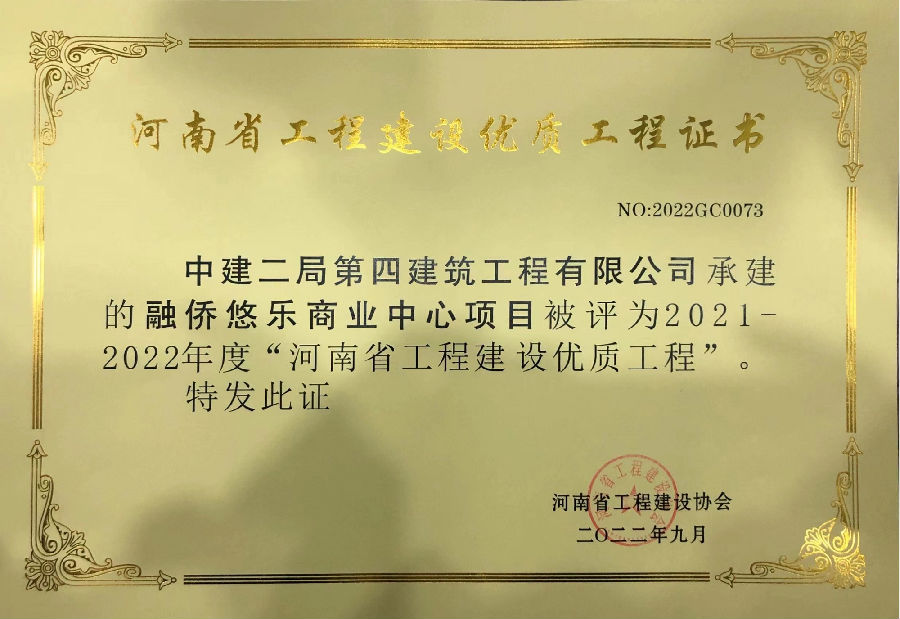 河南省工程建设优质工程证书
NO:2022GC0073
中建二局第四建筑工程有限公司承建
的融侨悠乐商业中心项目被评为2021-
2022年度“河南省工程建设优质工程”。
特发此证
河南省工程建设协会
二〇二二年九月